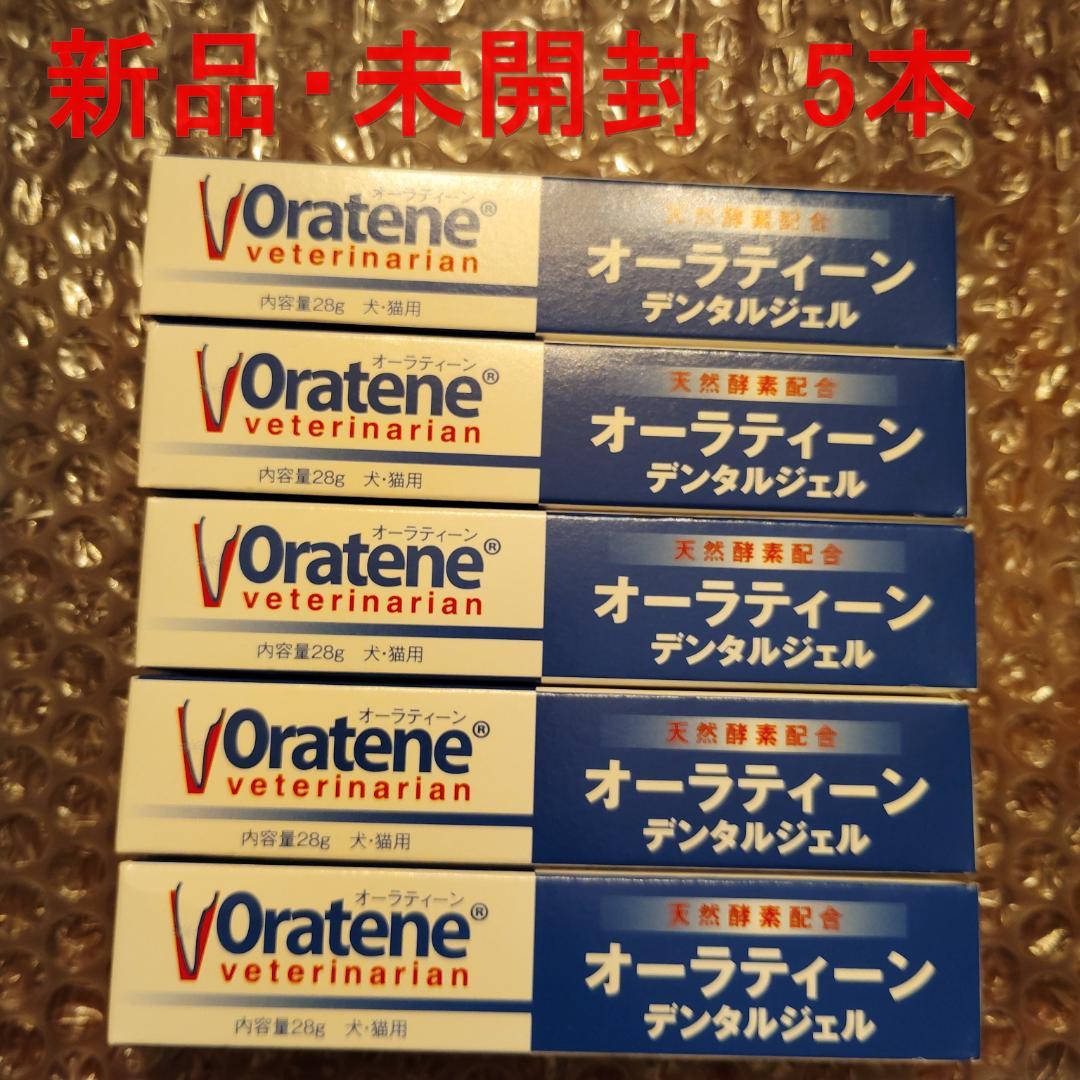 新品・未開封 5本
オーラティーン
Oratene®
veterinarian
内容量28g 犬・猫用
天然酵素配合
オーラティーン
デンタルジェル
オーラティーン
Oratene®
veterinarian
内容量28g 犬・猫用
天然酵素配合
オーラティーン
デンタルジェル
オーラティーン
Oratene®
veterinarian
内容量28g 犬・猫用
天然酵素配合
オーラティーン
デンタルジェル
オーラティーン
Oratene®
veterinarian
内容量28g 犬・猫用
天然酵素配合
オーラティーン
デンタルジェル
オーラティーン
Oratene®
veterinarian
内容量28g 犬・猫用
天然酵素配合
オーラティーン
デンタルジェル